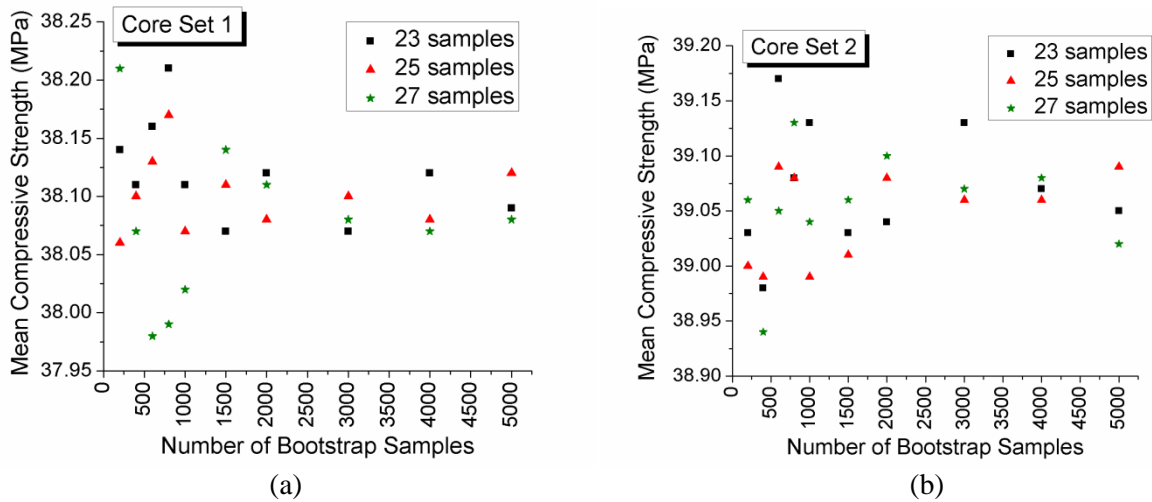 Core Set 1
23 samples
25 samples
27 samples
Mean Compressive Strength (MPa)
38.25
38.20
38.15
38.10
38.05
38.00
37.95
0
500
1000
1500
2000
2500
3000
3500
4000
4500
5000
Number of Bootstrap Samples
(a)
Core Set 2
23 samples
25 samples
27 samples
Mean Compressive Strength (MPa)
39.20
39.15
39.10
39.05
39.00
38.95
38.90
0
500
1000
1500
2000
2500
3000
3500
4000
4500
5000
Number of Bootstrap Samples
(b)